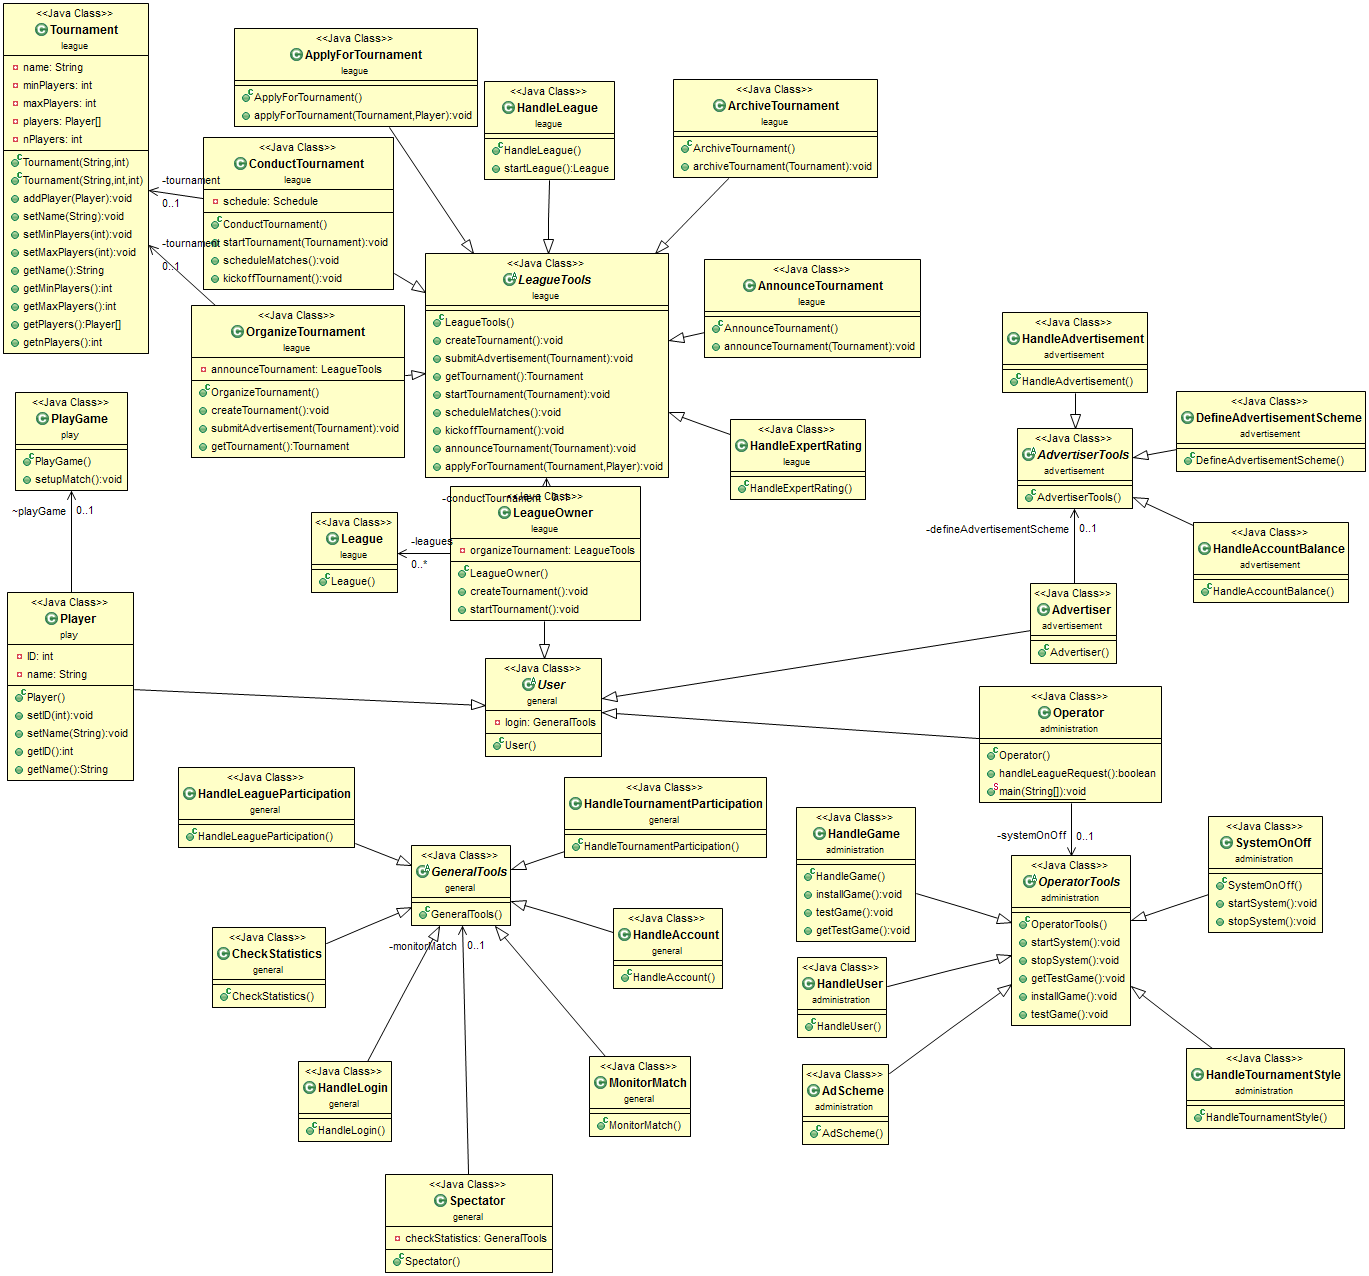 <<Java Class>>
Tournament
league
name: String
minPlayers: int
maxPlayers: int
players: Player[]
nPlayers: int
Tournament(String,int)
Tournament(String,int,int)
addPlayer(Player):void
setName(String):void
setMinPlayers(int):void
setMaxPlayers(int):void
getName():String
getMinPlayers():int
getMaxPlayers():int
getPlayers():Player[]
getnPlayers():int
<<Java Class>>
ApplyForTournament
league
ApplyForTournament()
applyForTournament(Tournament,Player):void
<<Java Class>>
HandleLeague
league
HandleLeague()
startLeague():League
<<Java Class>>
ArchiveTournament
league
ArchiveTournament()
archiveTournament(Tournament):void
<<Java Class>>
ConductTournament
league
schedule: Schedule
ConductTournament()
startTournament(Tournament):void
scheduleMatches():void
kickoffTournament():void
-tournament
0..1
-tournament
0..1
<<Java Class>>
OrganizeTournament
league
announceTournament: LeagueTools
OrganizeTournament()
createTournament():void
submitAdvertisement(Tournament):void
getTournament():Tournament
<<Java Class>>
LeagueTools
league
LeagueTools()
createTournament():void
submitAdvertisement(Tournament):void
getTournament():Tournament
startTournament(Tournament):void
scheduleMatches():void
kickoffTournament():void
announceTournament(Tournament):void
applyForTournament(Tournament,Player):void
<<Java Class>>
AnnounceTournament
league
AnnounceTournament()
announceTournament(Tournament):void
<<Java Class>>
HandleExpertRating
league
HandleExpertRating()
<<Java Class>>
HandleAdvertisement
advertisement
HandleAdvertisement()
<<Java Class>>
DefineAdvertisementScheme
advertisement
DefineAdvertisementScheme()
<<Java Class>>
AdvertiserTools
advertisement
AdvertiserTools()
<<Java Class>>
HandleAccountBalance
advertisement
HandleAccountBalance()
-defineAdvertisementScheme
0..1
<<Java Class>>
Advertiser
advertisement
Advertiser()
<<Java Class>>
PlayGame
play
PlayGame()
setupMatch():void
~playGame
0..1
<<Java Class>>
Player
play
ID: int
name: String
Player()
setID(int):void
setName(String):void
getID():int
getName():String
<<Java Class>>
League
league
League()
-leagues
0..*
-conductTournament
0..1
<<Java Class>>
LeagueOwner
league
organizeTournament: LeagueTools
LeagueOwner()
createTournament():void
startTournament():void
<<Java Class>>
User
general
login: GeneralTools
User()
<<Java Class>>
Operator
administration
Operator()
handleLeagueRequest():boolean
main(String[]):void
-systemOnOff
0..1
<<Java Class>>
HandleLeagueParticipation
general
HandleLeagueParticipation()
<<Java Class>>
HandleTournamentParticipation
general
HandleTournamentParticipation()
<<Java Class>>
GeneralTools
general
GeneralTools()
<<Java Class>>
HandleAccount
general
HandleAccount()
<<Java Class>>
CheckStatistics
general
CheckStatistics()
-monitorMatch
0..1
<<Java Class>>
HandleLogin
general
HandleLogin()
<<Java Class>>
MonitorMatch
general
MonitorMatch()
<<Java Class>>
Spectator
general
checkStatistics: GeneralTools
Spectator()
<<Java Class>>
HandleGame
administration
HandleGame()
installGame():void
testGame():void
getTestGame():void
<<Java Class>>
SystemOnOff
administration
SystemOnOff()
startSystem():void
stopSystem():void
<<Java Class>>
OperatorTools
administration
OperatorTools()
startSystem():void
stopSystem():void
getTestGame():void
installGame():void
testGame():void
<<Java Class>>
HandleUser
administration
HandleUser()
<<Java Class>>
AdScheme
administration
AdScheme()
<<Java Class>>
HandleTournamentStyle
administration
HandleTournamentStyle()